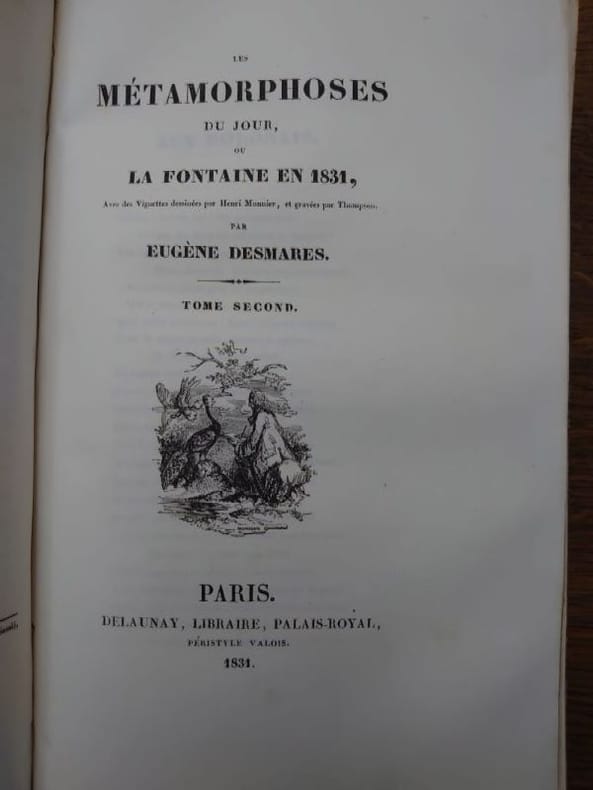 LES
MÉTAMORPHOSES
DU JOUR,
OU
LA FONTAINE EN 1831,
Avec des Vignettes dessinées par Henri Monnier, et gravées par Thompson.
PAR
EUGÈNE DESMARES.
TOME SECOND.
PARIS.
DELAUNAY, LIBRAIRE, PALAIS-ROYAL,
PÉRISTYLE VALOIS.
1831.